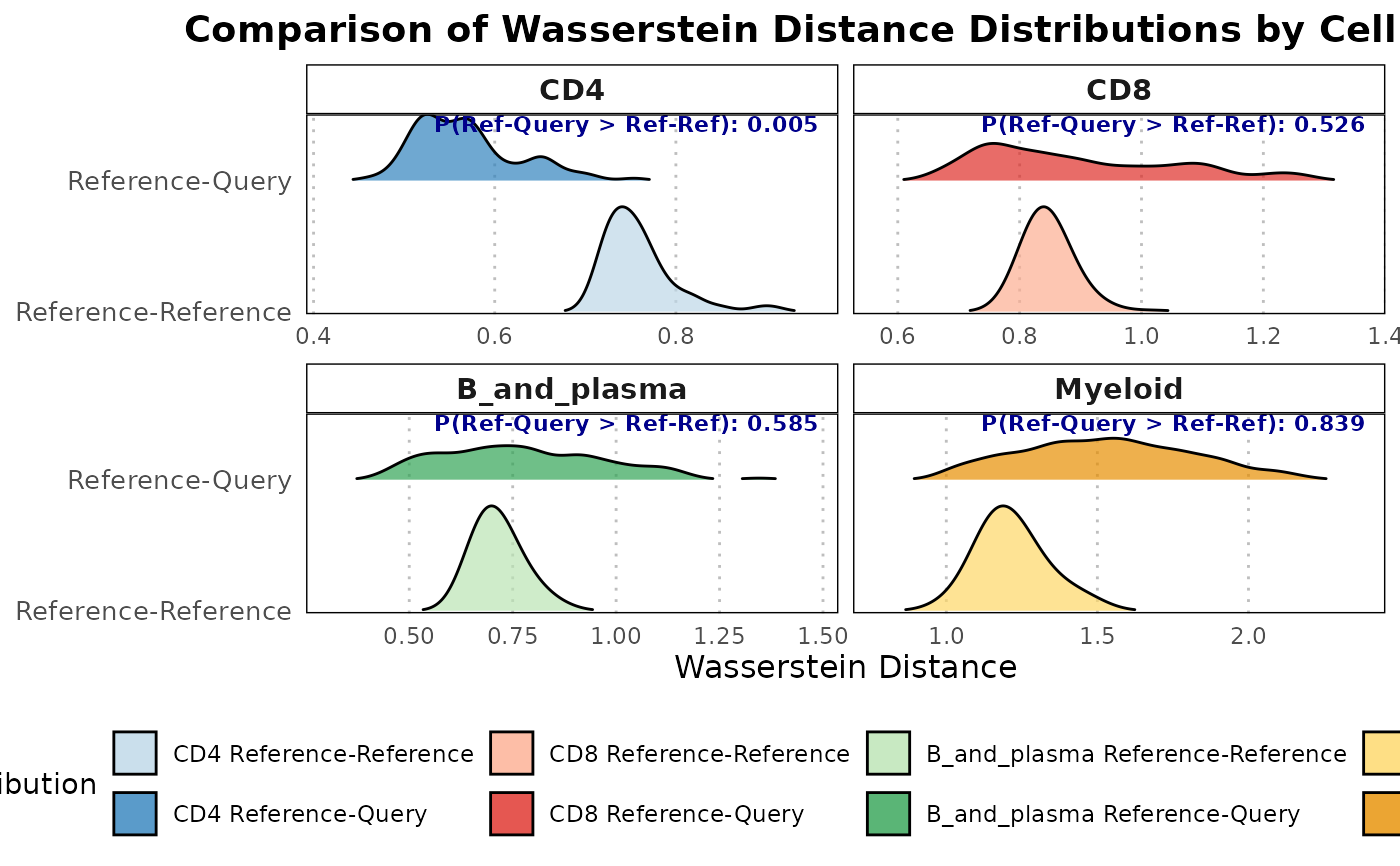 Comparison of Wasserstein Distance Distributions by Cell
CD4
CD8
P(Ref-Query > Ref-Ref): 0.005
P(Ref-Query > Ref-Ref): 0.526
Reference-Query
Reference-Reference
0.4 0.6 0.8
0.6 0.8 1.0 1.2 1.4
B_and_plasma
Myeloid
P(Ref-Query > Ref-Ref): 0.585
P(Ref-Query > Ref-Ref): 0.839
Reference-Query
Reference-Reference
0.50 0.75 1.00 1.25 1.50
1.0 1.5 2.0
Wasserstein Distance
ibution
CD4 Reference-Reference
CD8 Reference-Reference
B_and_plasma Reference-Reference
CD4 Reference-Query
CD8 Reference-Query
B_and_plasma Reference-Query